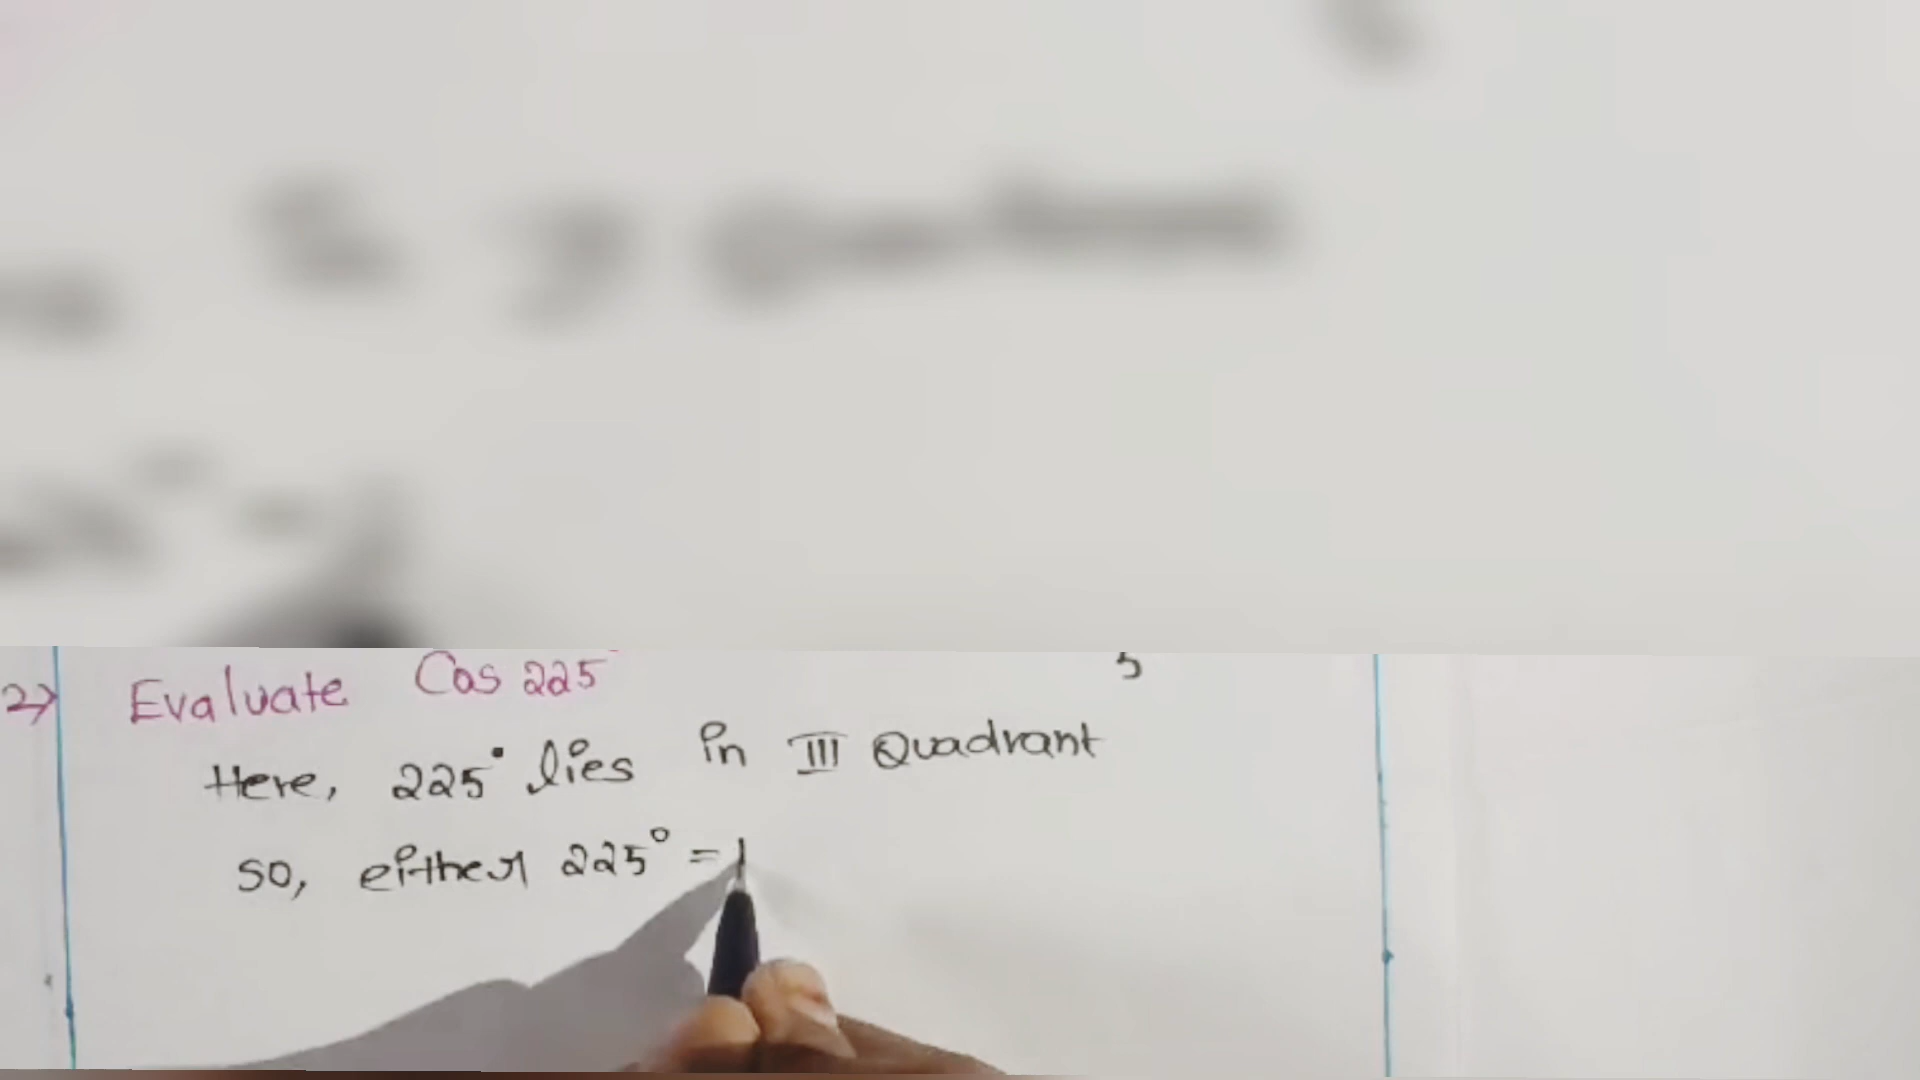 2) Evaluate Cos 225°
Here, 225° lies in III Quadrant
so, either 225° = 1